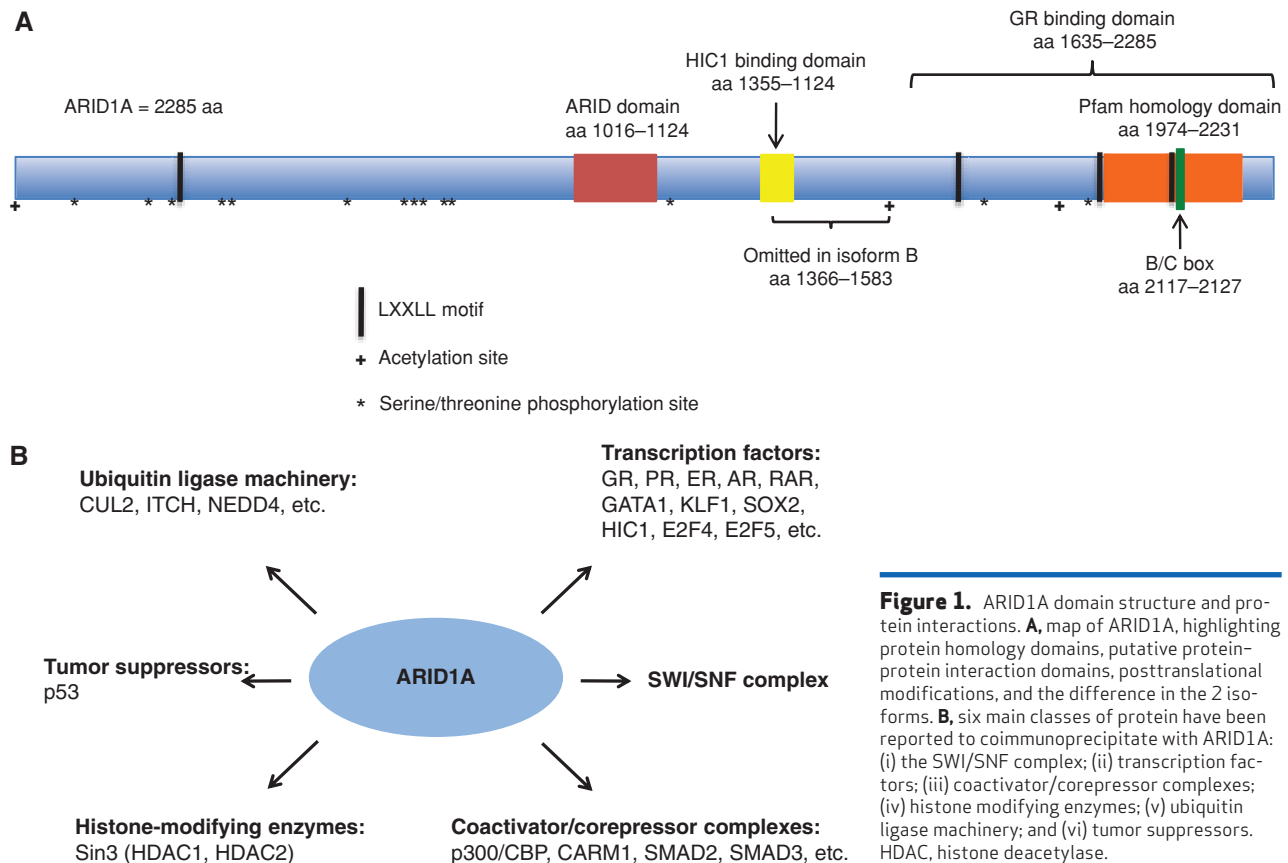 A
GR binding domain
aa 1635–2285
HIC1 binding domain
aa 1355–1124
ARID1A = 2285 aa
ARID domain
aa 1016–1124
Pfam homology domain
aa 1974–2231
+ * * * * * * * * * * * * * + * + *
Omitted in isoform B
aa 1366–1583
B/C box
aa 2117–2127
LXXLL motif
+ Acetylation site
* Serine/threonine phosphorylation site
B
Ubiquitin ligase machinery:
CUL2, ITCH, NEDD4, etc.
Transcription factors:
GR, PR, ER, AR, RAR,
GATA1, KLF1, SOX2,
HIC1, E2F4, E2F5, etc.
Tumor suppressors:
p53
ARID1A
SWI/SNF complex
Histone-modifying enzymes:
Sin3 (HDAC1, HDAC2)
Coactivator/corepressor complexes:
p300/CBP, CARM1, SMAD2, SMAD3, etc.
Figure 1. ARID1A domain structure and pro-
tein interactions. A, map of ARID1A, highlighting
protein homology domains, putative protein–
protein interaction domains, posttranslational
modifications, and the difference in the 2 iso-
forms. B, six main classes of protein have been
reported to coimmunoprecipitate with ARID1A:
(i) the SWI/SNF complex; (ii) transcription fac-
tors; (iii) coactivator/corepressor complexes;
(iv) histone modifying enzymes; (v) ubiquitin
ligase machinery; and (vi) tumor suppressors.
HDAC, histone deacetylase.